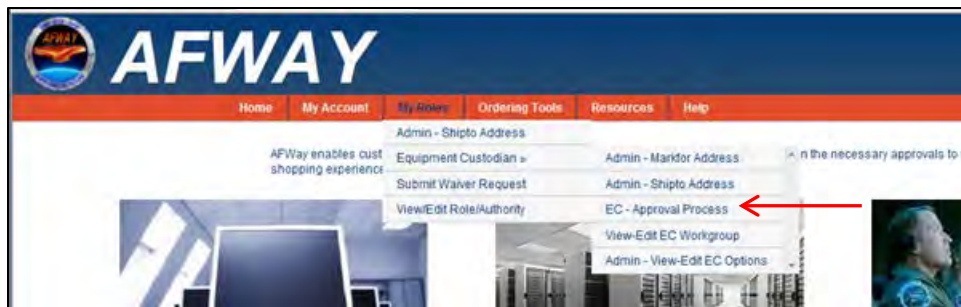 AFWAY
AFWAY
Home My Account My Roles Ordering Tools Resources Help
Admin - Shipto Address
AFWay enables cust
n the necessary approvals to
shopping experience
Equipment Custodian »
Submit Waiver Request
View/Edit Role/Authority
Admin - Markfor Address
Admin - Shipto Address
EC - Approval Process
View-Edit EC Workgroup
Admin - View-Edit EC Options